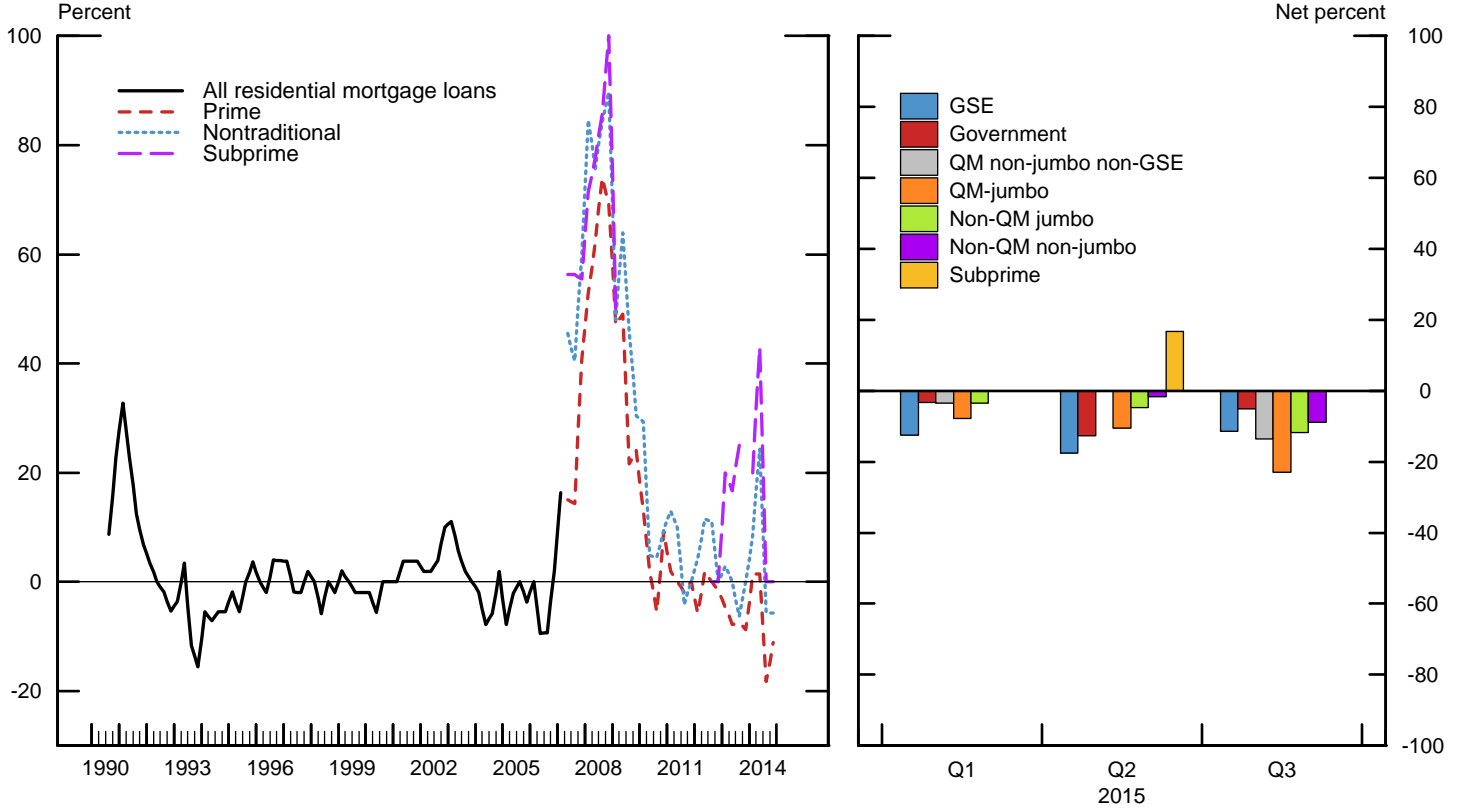 Percent
100
80
60
40
20
0
-20
All residential mortgage loans
Prime
Nontraditional
Subprime
1990 1993 1996 1999 2002 2005 2008 2011 2014
Net percent
100
80
60
40
20
0
-20
-40
-60
-80
-100
GSE
Government
QM non-jumbo non-GSE
QM-jumbo
Non-QM jumbo
Non-QM non-jumbo
Subprime
Q1 Q2 Q3
2015